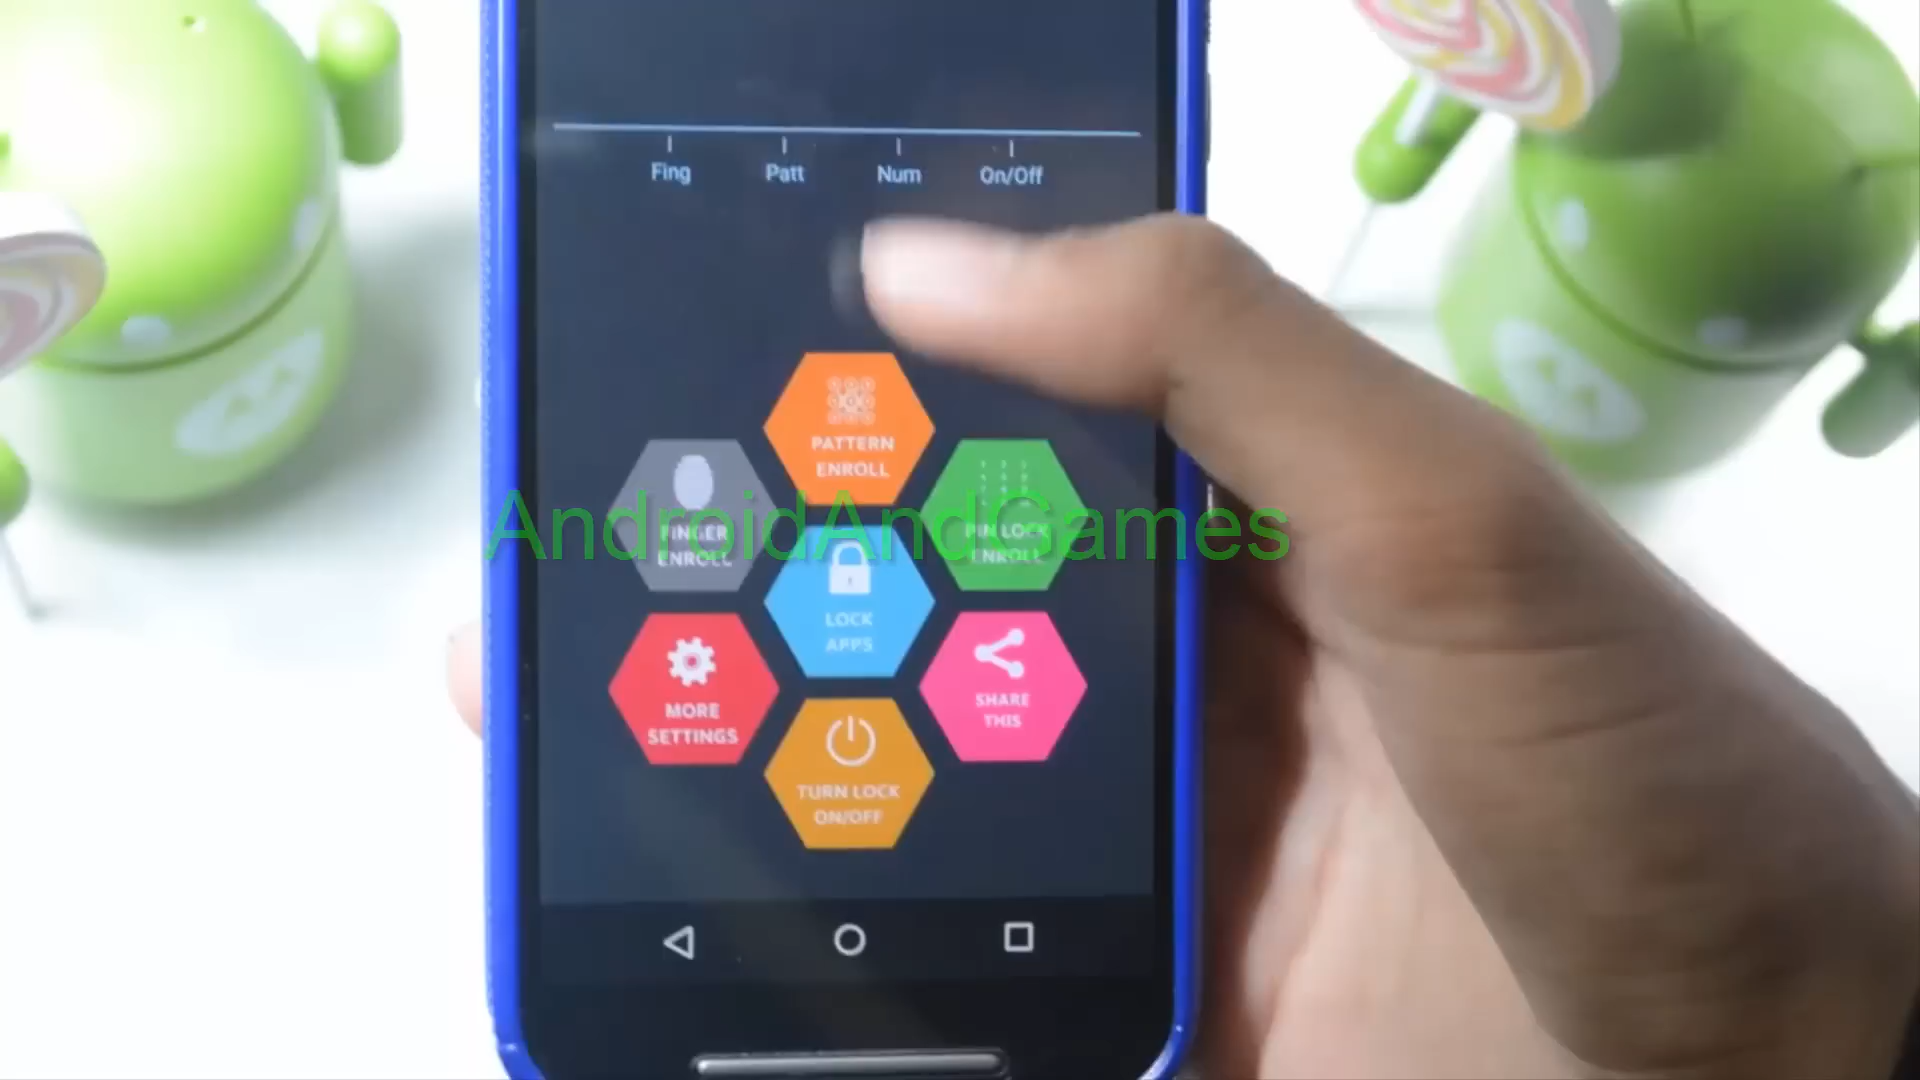 Fing Patt Num On/Off
PATTERN
ENROLL
FINGER
ENROLL
PIN LOCK
ENROLL
AndroidAndGames
LOCK
APPS
MORE
SETTINGS
SHARE
THIS
TURN LOCK
ON/OFF